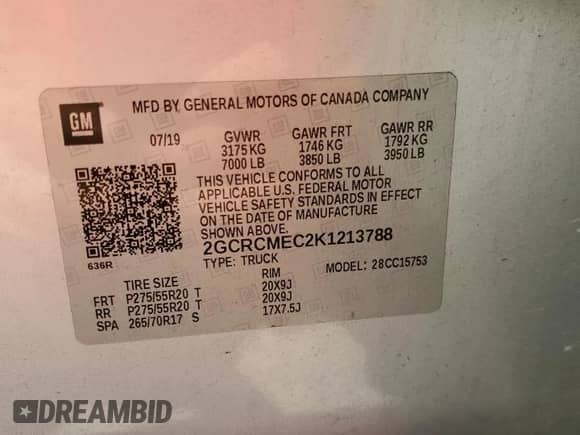 GM
MFD BY GENERAL MOTORS OF CANADA COMPANY
07/19 GVWR GAWR FRT GAWR RR
3175 KG 1746 KG 1792 KG
7000 LB 3850 LB 3950 LB
THIS VEHICLE CONFORMS TO ALL
APPLICABLE U.S. FEDERAL MOTOR
VEHICLE SAFETY STANDARDS IN EFFECT
ON THE DATE OF MANUFACTURE
SHOWN ABOVE.
2GCRCMEC2K1213788
636R TYPE: TRUCK MODEL: 28CC15753
TIRE SIZE RIM
FRT P275/55R20 T 20X9J
RR P275/55R20 T 20X9J
SPA 265/70R17 S 17X7.5J
DREAMBID